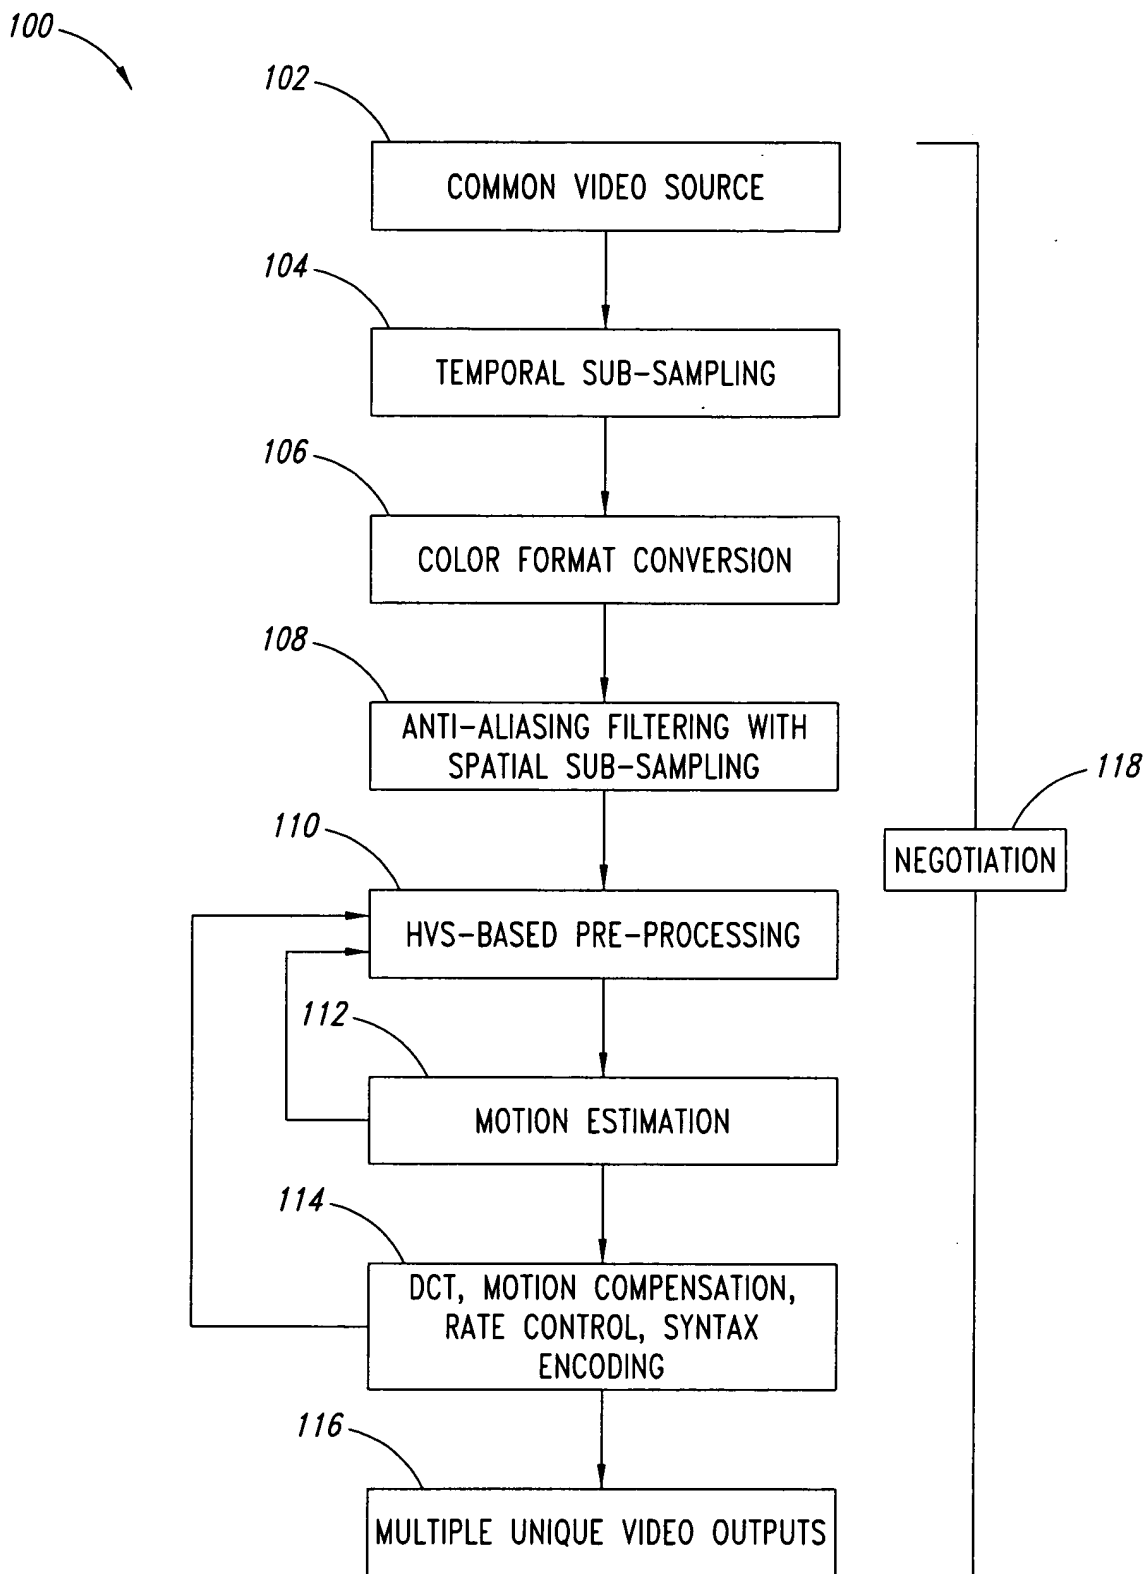 100
102
COMMON VIDEO SOURCE
104
TEMPORAL SUB-SAMPLING
106
COLOR FORMAT CONVERSION
108
ANTI-ALIASING FILTERING WITH
SPATIAL SUB-SAMPLING
118
NEGOTIATION
110
HVS-BASED PRE-PROCESSING
112
MOTION ESTIMATION
114
DCT, MOTION COMPENSATION,
RATE CONTROL, SYNTAX
ENCODING
116
MULTIPLE UNIQUE VIDEO OUTPUTS